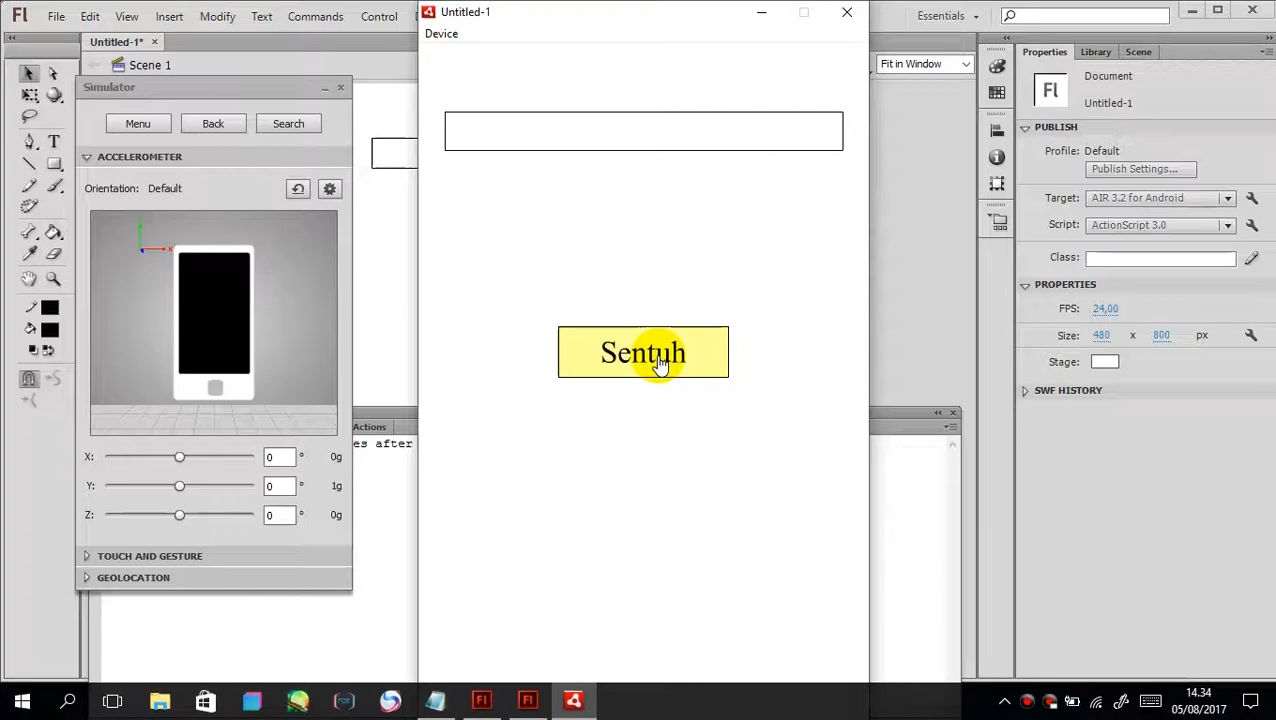 Fl File Edit View Insert Modify Text Commands Control
Untitled-1
Essentials
Untitled-1*
Device
Scene 1
Fit in Window
Properties Library Scene
Simulator
Fl Document
Untitled-1
Menu Back Search
PUBLISH
ACCELEROMETER
Profile: Default
Publish Settings...
Orientation: Default
Target: AIR 3.2 for Android
Script: ActionScript 3.0
Class:
PROPERTIES
FPS: 24,00
Size: 480 x 800 px
Stage:
SWF HISTORY
Sentuh
Actions
es after
X: 0 ° 0g
Y: 0 ° 1g
Z: 0 ° 0g
TOUCH AND GESTURE
GEOLOCATION
Fl Fl
14.34
05/08/2017